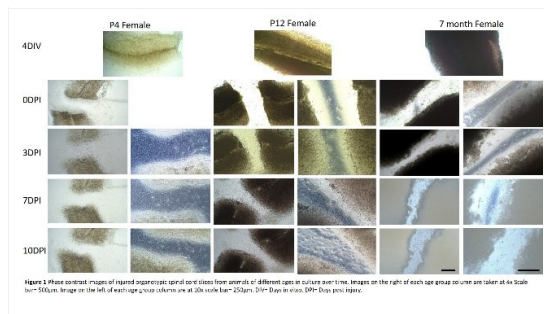 P4 Female P12 Female 7 month Female
4DIV
0DPI
3DPI
7DPI
10DPI
Figure 1 Phase contrast images of injured organotypic spinal cord slices from animals of different ages in culture over time. Images on the right of each age group column are taken at 4x Scale
bar= 500µm. Image on the left of each age group column are at 10x scale bar= 250µm. DIV= Days in vitro. DPI= Days post injury.